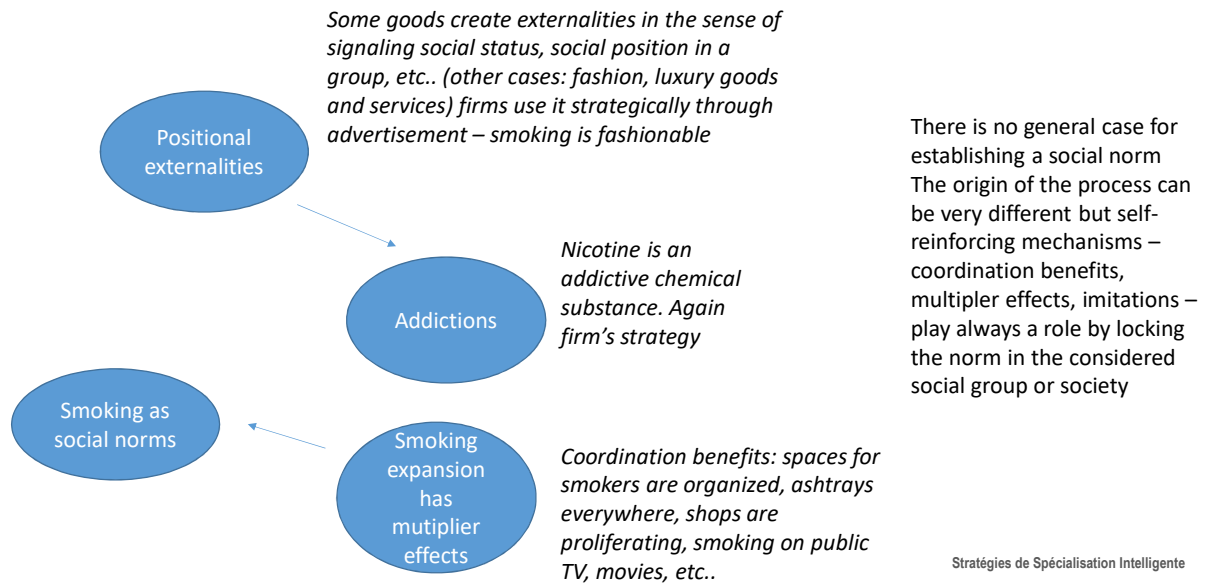 Some goods create externalities in the sense of
signaling social status, social position in a
group, etc.. (other cases: fashion, luxury goods
and services) firms use it strategically through
advertisement – smoking is fashionable
Positional
externalities
Nicotine is an
addictive chemical
substance. Again
firm's strategy
Addictions
Smoking as
social norms
Smoking
expansion
has
mutiplier
effects
Coordination benefits: spaces for
smokers are organized, ashtrays
everywhere, shops are
proliferating, smoking on public
TV, movies, etc..
There is no general case for
establishing a social norm
The origin of the process can
be very different but self-
reinforcing mechanisms –
coordination benefits,
multipler effects, imitations –
play always a role by locking
the norm in the considered
social group or society
Stratégies de Spécialisation Intelligente